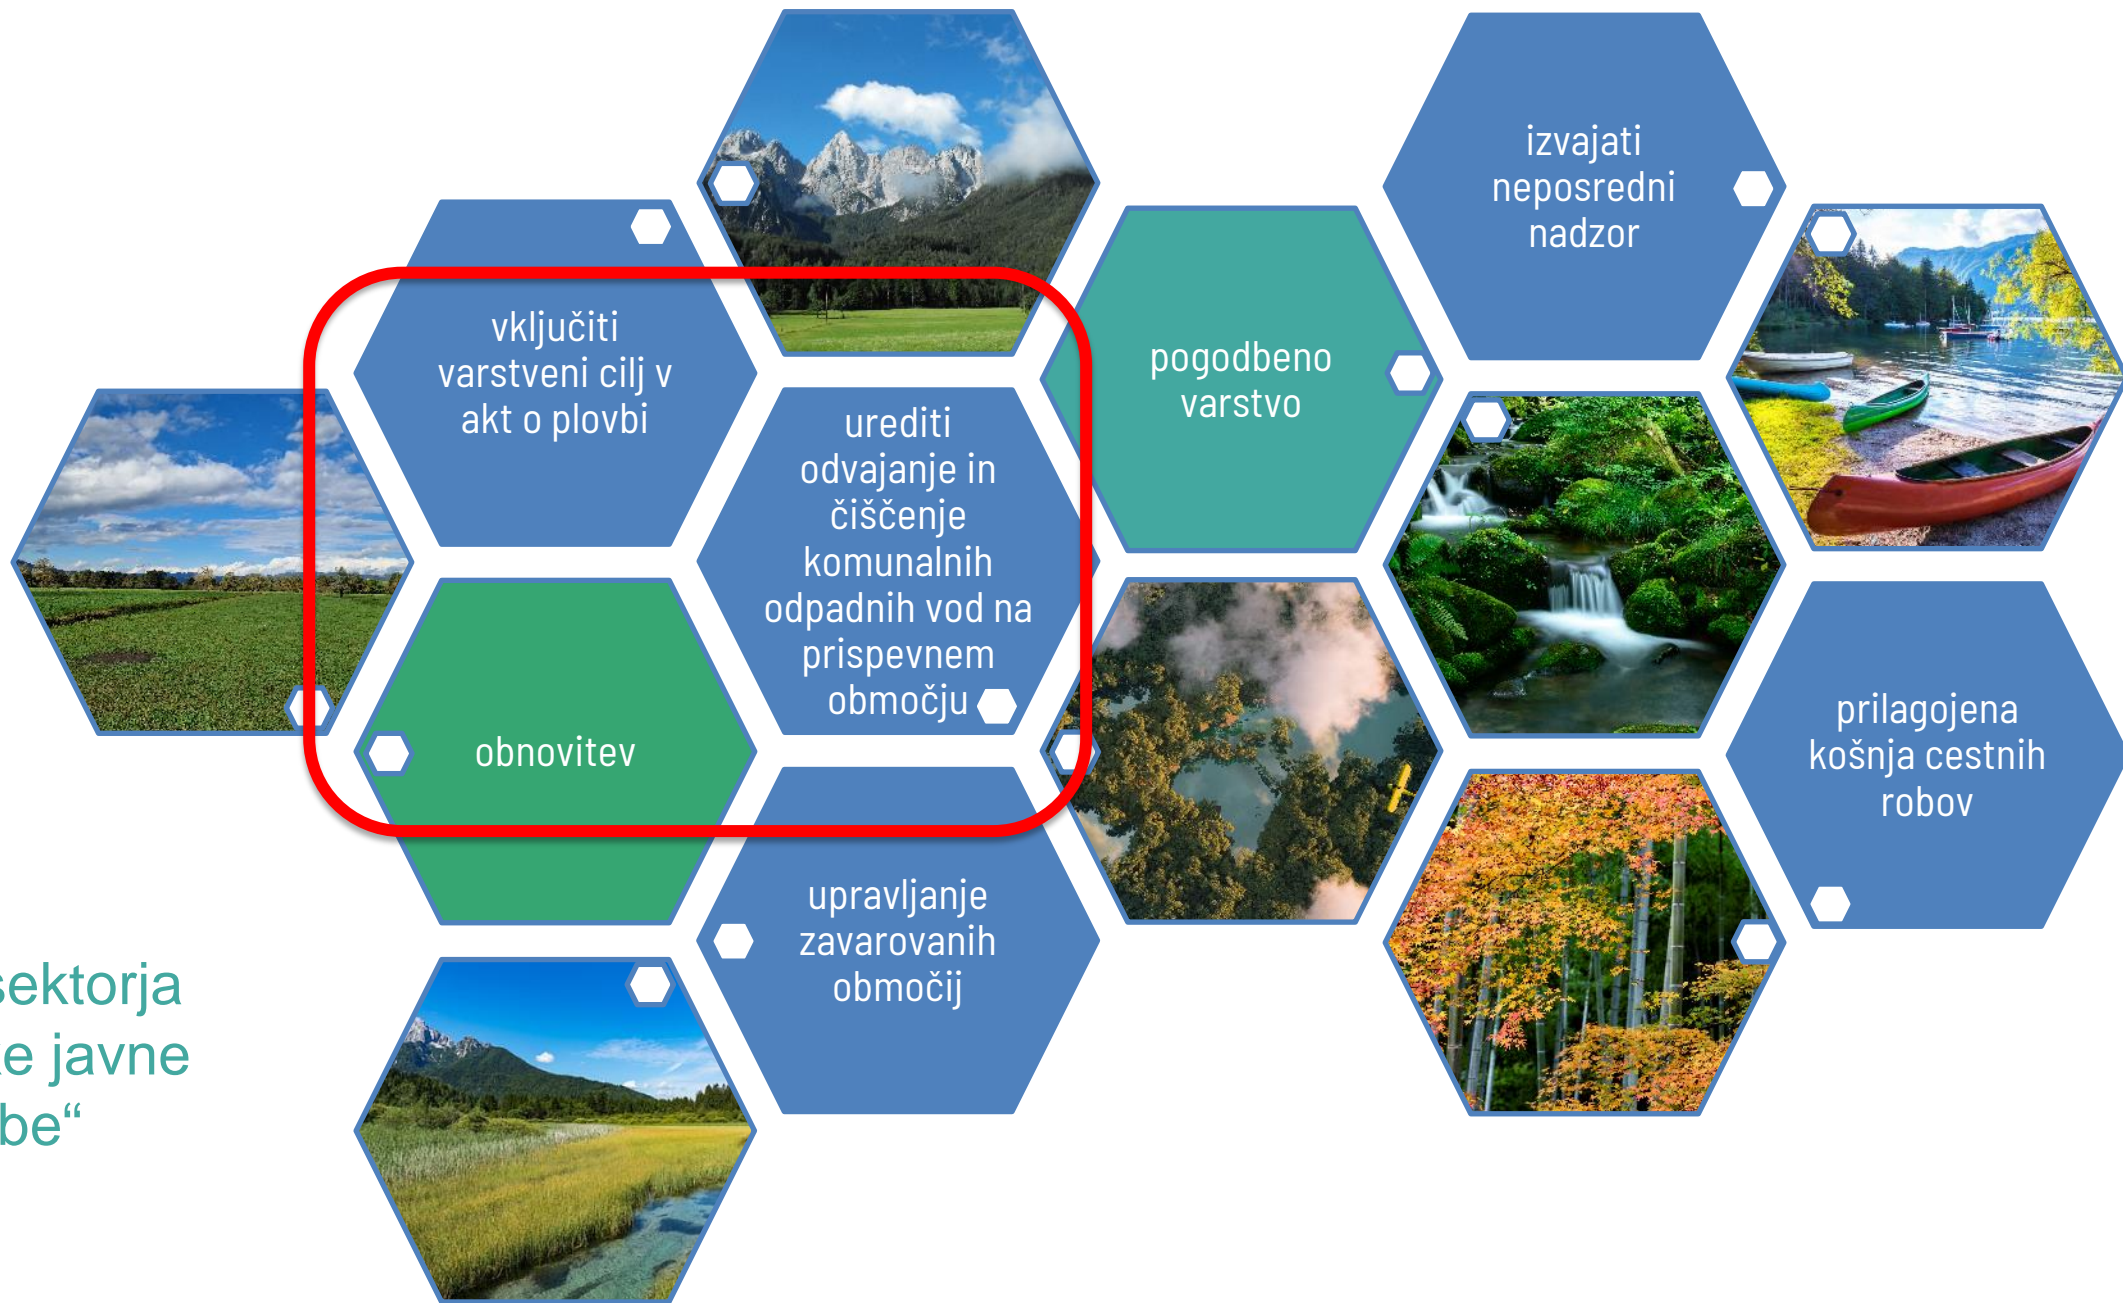 izvajati
neposredni
nadzor
vključiti
varstveni cilj v
akt o plovbi
pogodbeno
varstvo
urediti
odvajanje in
čiščenje
komunalnih
odpadnih vod na
prispevnem
območju
obnovitev
prilagojena
košnja cestnih
robov
upravljanje
zavarovanih
območij
sektorja
javne
be“